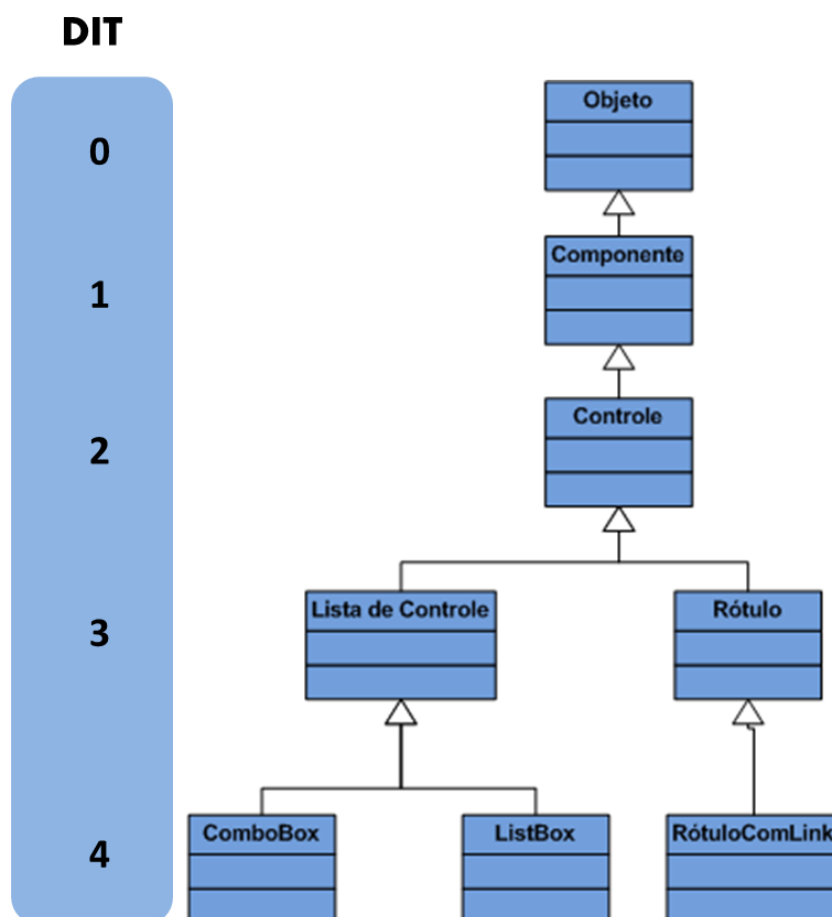 DIT
0
Objeto
1
Componente
2
Controle
3
Lista de Controle
Rótulo
4
ComboBox
ListBox
RótuloComLink